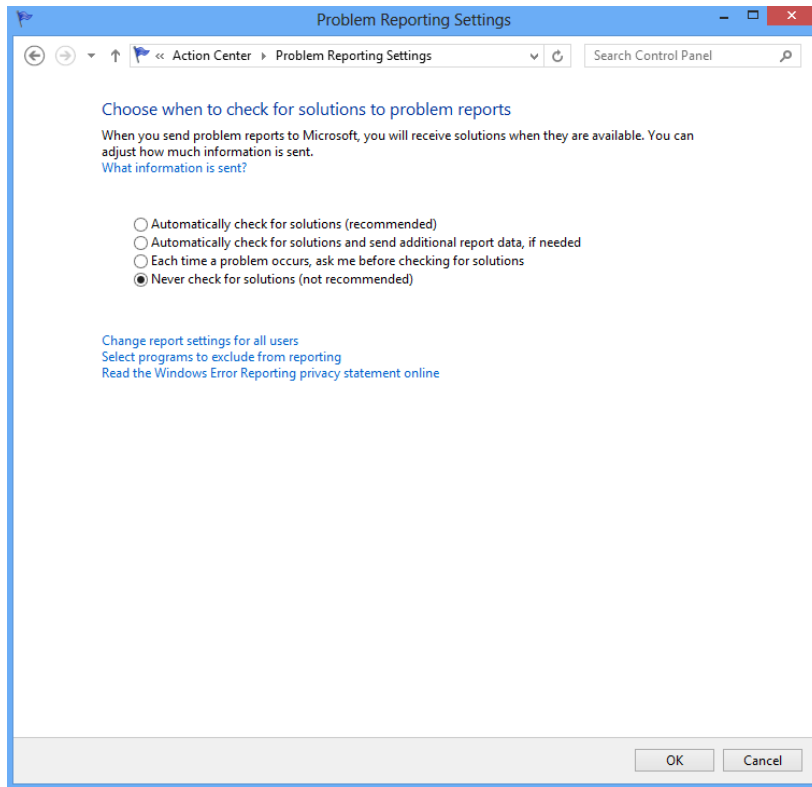 Problem Reporting Settings
« Action Center Problem Reporting Settings
Search Control Panel
Choose when to check for solutions to problem reports
When you send problem reports to Microsoft, you will receive solutions when they are available. You can
adjust how much information is sent.
What information is sent?
Automatically check for solutions (recommended)
Automatically check for solutions and send additional report data, if needed
Each time a problem occurs, ask me before checking for solutions
Never check for solutions (not recommended)
Change report settings for all users
Select programs to exclude from reporting
Read the Windows Error Reporting privacy statement online
OK Cancel